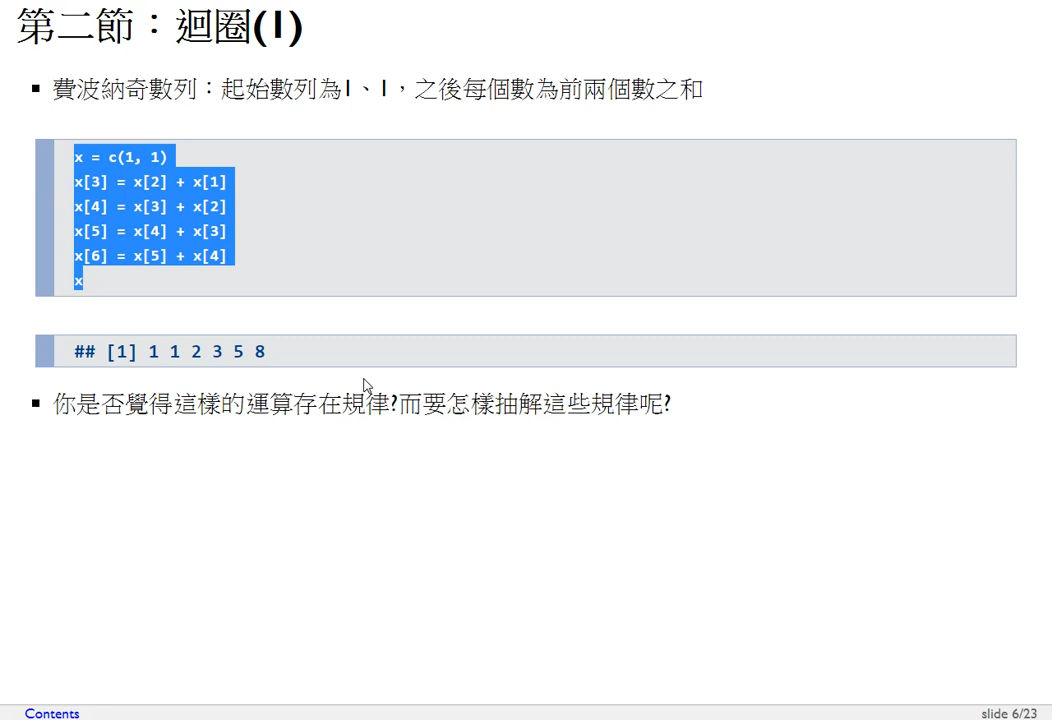 第二節：迴圈(1)
費波納奇數列：起始數列為1、1，之後每個數為前兩個數之和
x = c(1, 1)
x[3] = x[2] + x[1]
x[4] = x[3] + x[2]
x[5] = x[4] + x[3]
x[6] = x[5] + x[4]
x
## [1] 1 1 2 3 5 8
你是否覺得這樣的運算存在規律?而要怎樣抽解這些規律呢?
Contents
slide 6/23